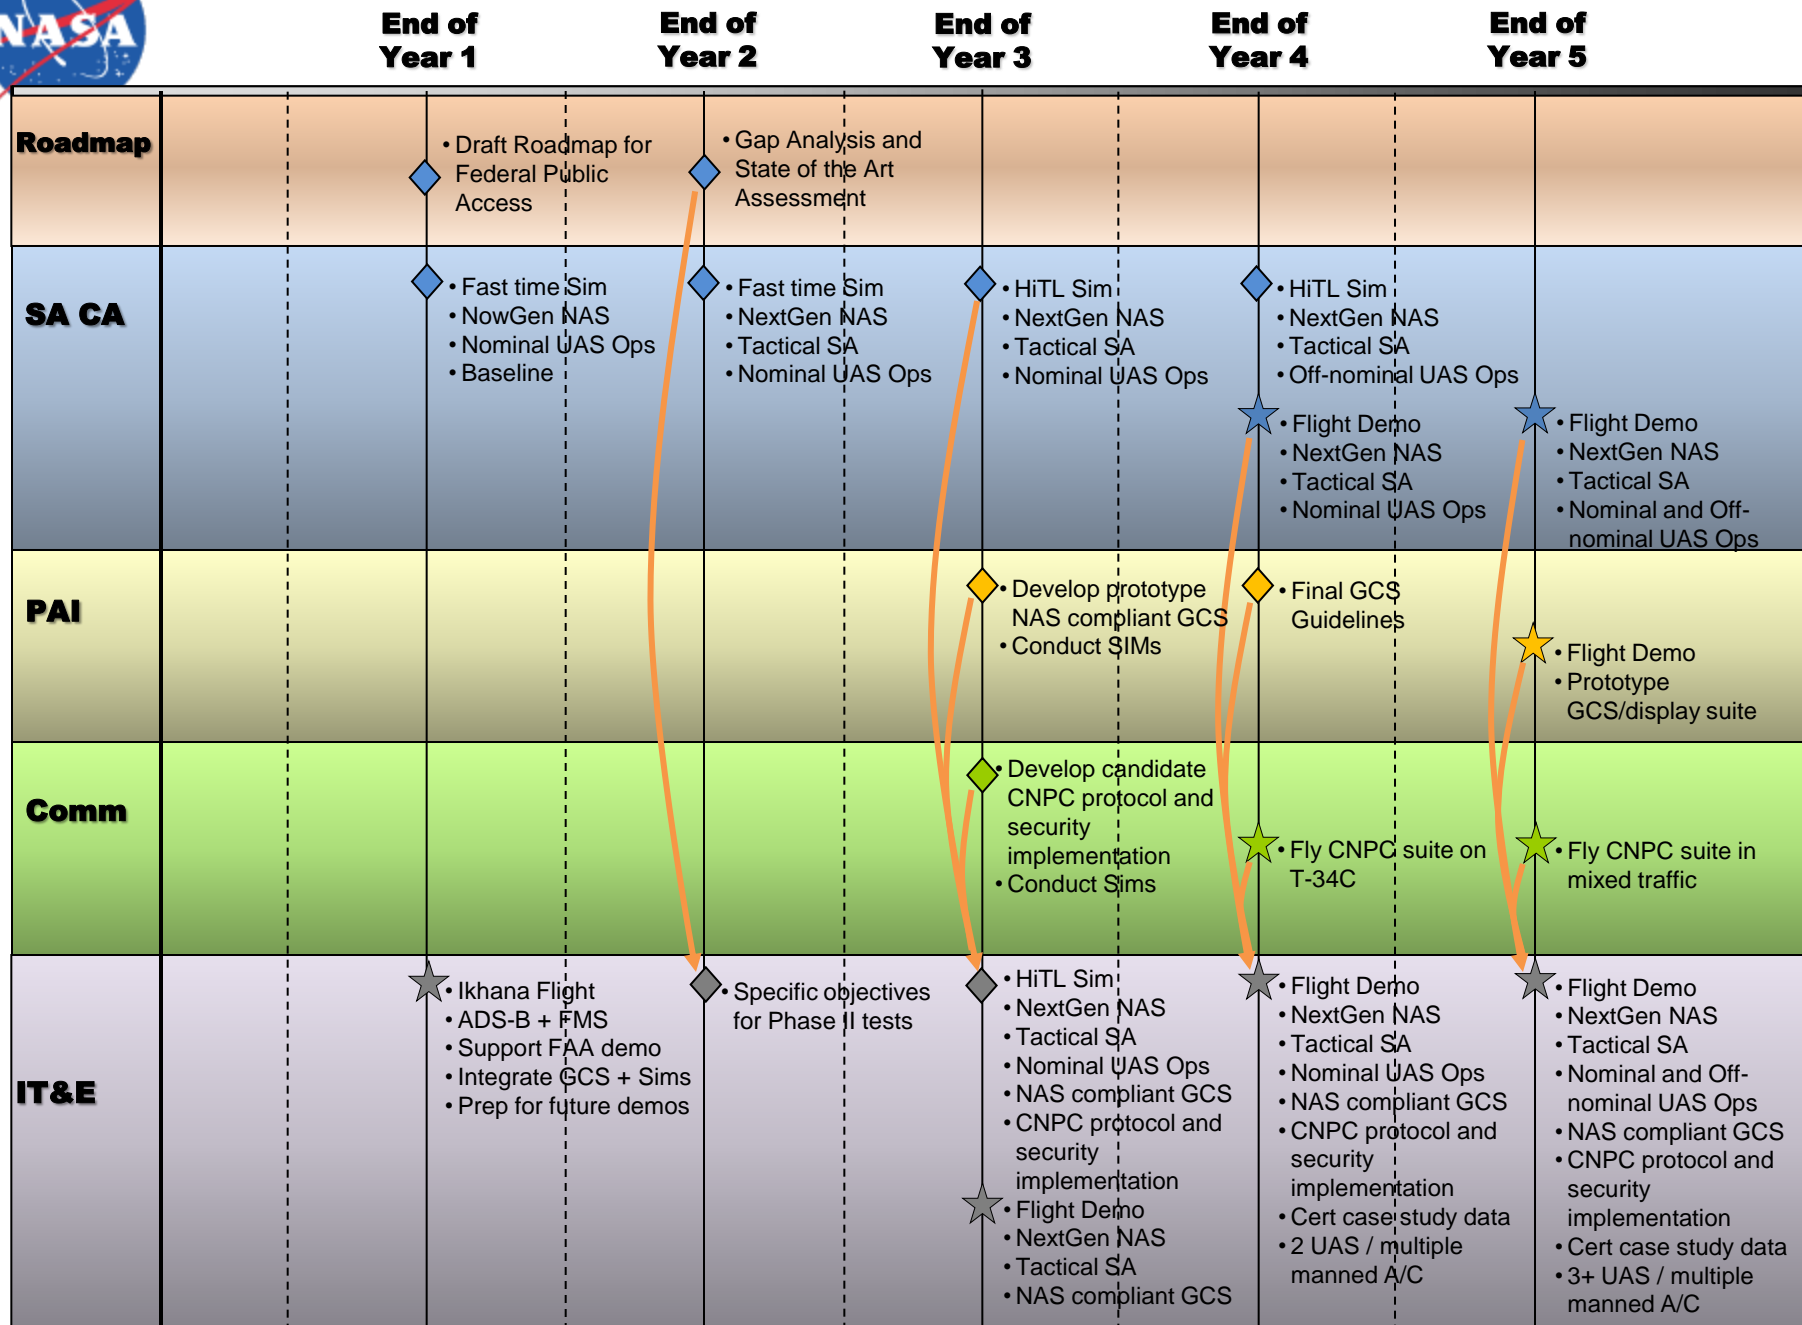 NASA
End of
Year 1
End of
Year 2
End of
Year 3
End of
Year 4
End of
Year 5
Roadmap
• Draft Roadmap for
Federal Public
Access
• Gap Analysis and
State of the Art
Assessment
SA CA
• Fast time Sim
• NowGen NAS
• Nominal UAS Ops
• Baseline
• Fast time Sim
• NextGen NAS
• Tactical SA
• Nominal UAS Ops
• HiTL Sim
• NextGen NAS
• Tactical SA
• Nominal UAS Ops
• HiTL Sim
• NextGen NAS
• Tactical SA
• Off-nominal UAS Ops
• Flight Demo
• NextGen NAS
• Tactical SA
• Nominal UAS Ops
• Flight Demo
• NextGen NAS
• Tactical SA
• Nominal and Off-
nominal UAS Ops
PAI
• Develop prototype
NAS compliant GCS
• Conduct SIMs
• Final GCS
Guidelines
• Flight Demo
• Prototype
GCS/display suite
Comm
• Develop candidate
CNPC protocol and
security
implementation
• Conduct Sims
• Fly CNPC suite on
T-34C
• Fly CNPC suite in
mixed traffic
IT&E
• Ikhana Flight
• ADS-B + FMS
• Support FAA demo
• Integrate GCS + Sims
• Prep for future demos
• Specific objectives
for Phase II tests
• HiTL Sim
• NextGen NAS
• Tactical SA
• Nominal UAS Ops
• NAS compliant GCS
• CNPC protocol and
security
implementation
• Flight Demo
• NextGen NAS
• Tactical SA
• NAS compliant GCS
• Flight Demo
• NextGen NAS
• Tactical SA
• Nominal UAS Ops
• NAS compliant GCS
• CNPC protocol and
security
implementation
• Cert case study data
• 2 UAS / multiple
manned A/C
• Flight Demo
• NextGen NAS
• Tactical SA
• Nominal and Off-
nominal UAS Ops
• NAS compliant GCS
• CNPC protocol and
security
implementation
• Cert case study data
• 3+ UAS / multiple
manned A/C